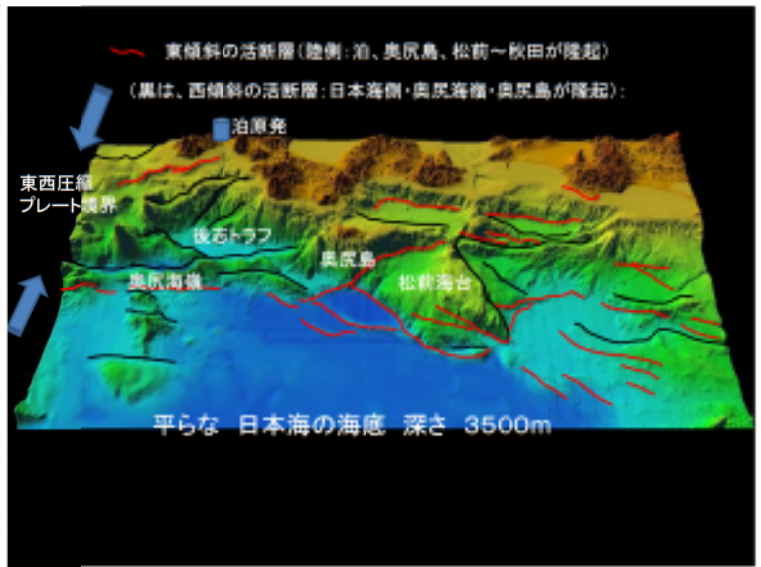 東傾斜の活断層(陸側:泊、奥尻島、松前～秋田が隆起)
(黒は、西傾斜の活断層:日本海側・奥尻海嶺・奥尻島が隆起):
泊原発
東西圧縮
プレート境界
後志トラフ
奥尻島
奥尻海嶺
松前海台
平らな 日本海の海底 深さ 3500m